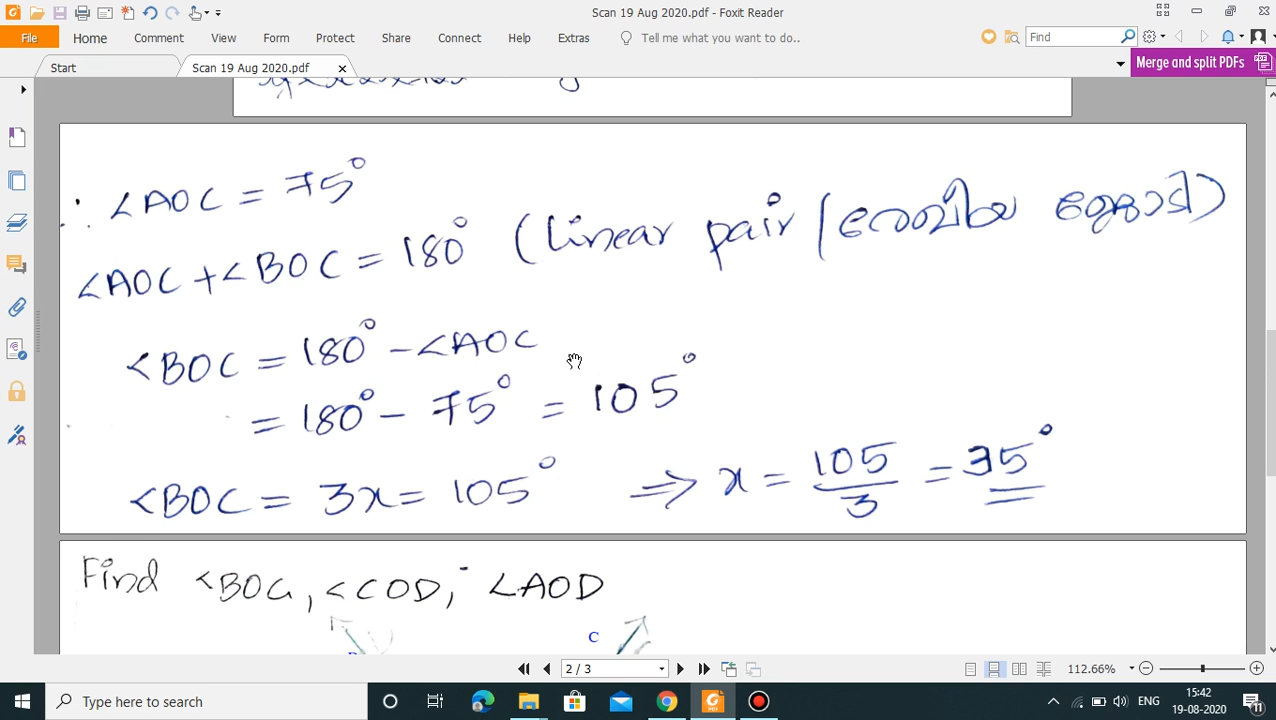 Scan 19 Aug 2020.pdf - Foxit Reader
File Home Comment View Form Protect Share Connect Help Extras Tell me what you want to do.. Find
Start Scan 19 Aug 2020.pdf
Merge and split PDFs
∴ ∠AOC = 75°
∠AOC + ∠BOC = 180° (linear pair / രേഖീയ ജോടി)
∠BOC = 180° - ∠AOC
= 180° - 75° = 105°
∠BOC = 3x = 105° ⇒ x = 105/3 = 35°
Find ∠BOC, ∠COD, ∠AOD
C
2 / 3 112.66%
Type here to search ENG 15:42
19-08-2020 11